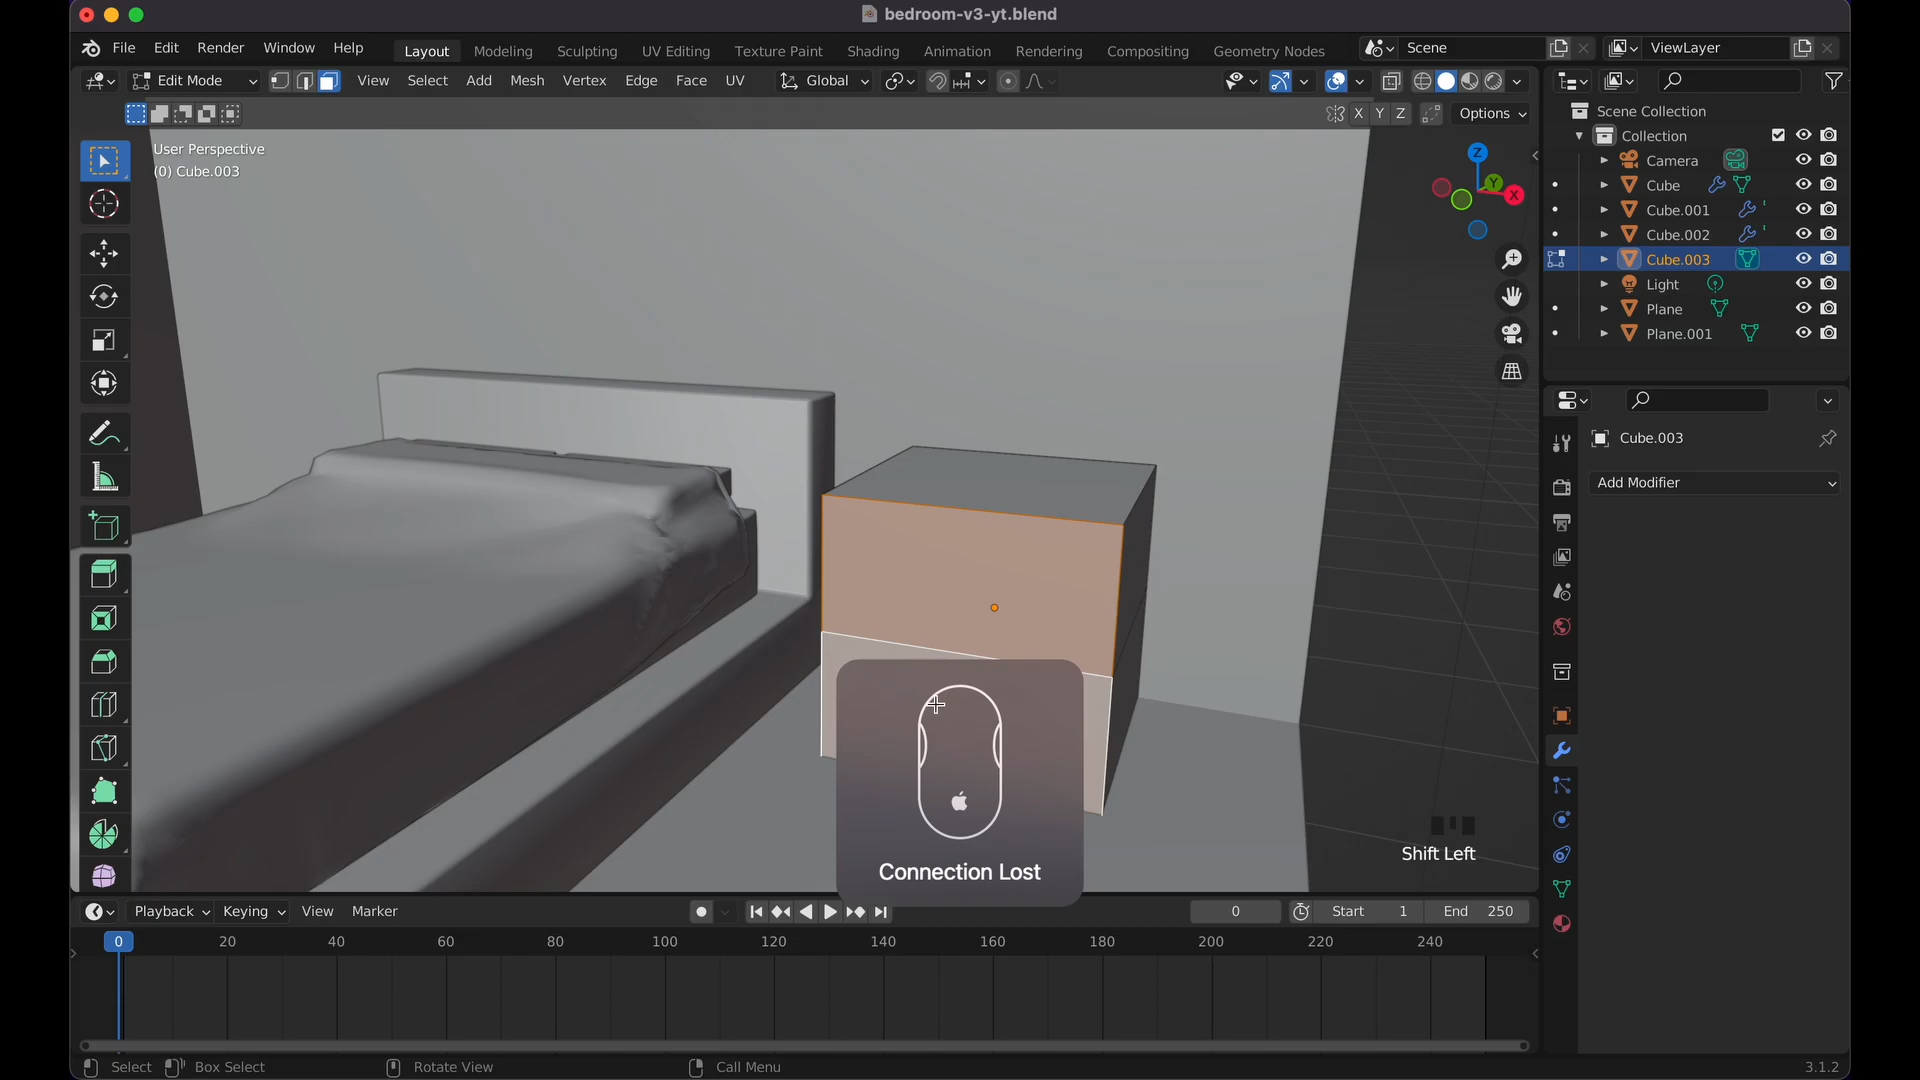 bedroom-v3-yt.blend
File Edit Render Window Help
Layout Modeling Sculpting UV Editing Texture Paint Shading Animation Rendering Compositing Geometry Nodes
Scene
ViewLayer
Edit Mode
View Select Add Mesh Vertex Edge Face UV
Global
X Y Z
Options
User Perspective
(0) Cube.003
Z
Y
X
Scene Collection
Collection
Camera
Cube
Cube.001
Cube.002
Cube.003
Light
Plane
Plane.001
Cube.003
Add Modifier
Connection Lost
Shift Left
Playback Keying View Marker
0
Start 1
End 250
0 20 40 60 80 100 120 140 160 180 200 220 240
Select Box Select Rotate View Call Menu
3.1.2